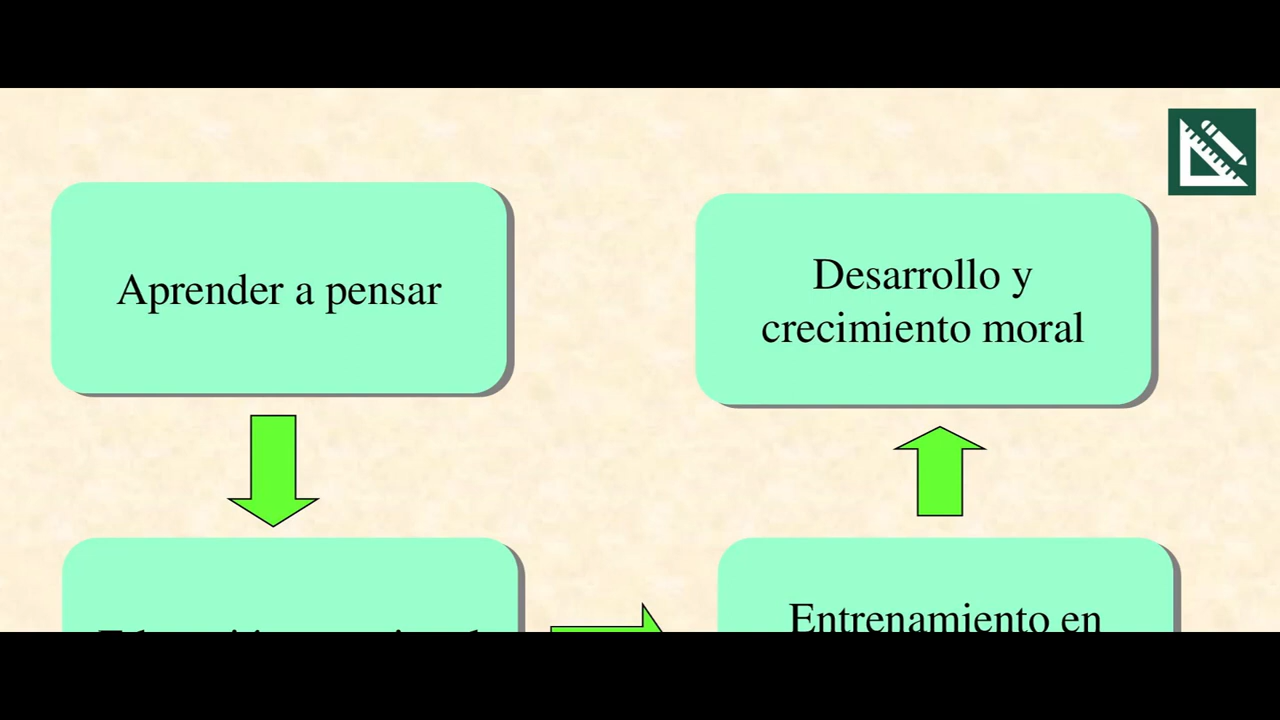 Aprender a pensar
Desarrollo y
crecimiento moral
Entrenamiento en